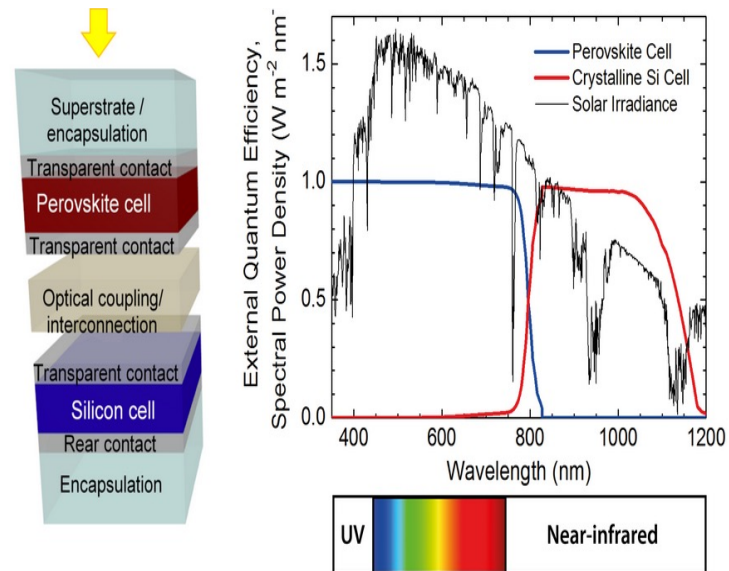 Superstrate /
encapsulation
Transparent contact
Perovskite cell
Transparent contact
Optical coupling/
interconnection
Transparent contact
Silicon cell
Rear contact
Encapsulation
External Quantum Efficiency,
Spectral Power Density (W m-2 nm-
1.5
1.0
0.5
0.0
Perovskite Cell
Crystalline Si Cell
Solar Irradiance
400 600 800 1000 1200
Wavelength (nm)
UV Near-infrared